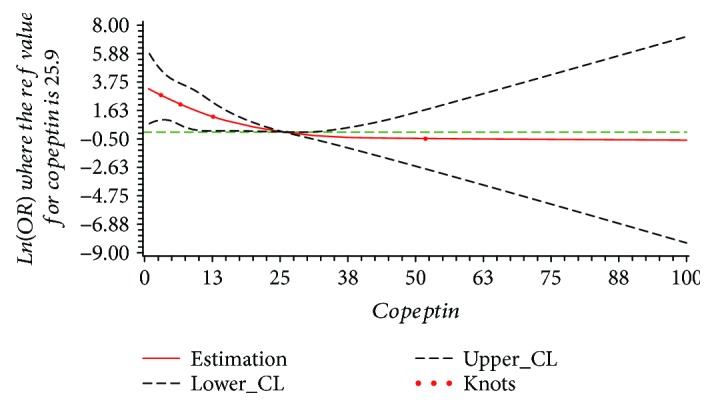 Ln(OR) where the ref value
for copeptin is 25.9
8.00
5.88
3.75
1.63
−0.50
−2.63
−4.75
−6.88
−9.00
0 13 25 38 50 63 75 88 100
Copeptin
Estimation Upper_CL
Lower_CL Knots